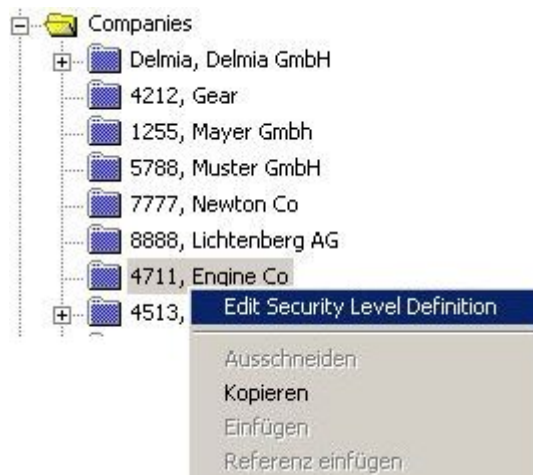 Companies
Delmia, Delmia GmbH
4212, Gear
1255, Mayer Gmbh
5788, Muster GmbH
7777, Newton Co
8888, Lichtenberg AG
4711, Engine Co
4513,
Edit Security Level Definition
Ausschneiden
Kopieren
Einfügen
Referenz einfügen